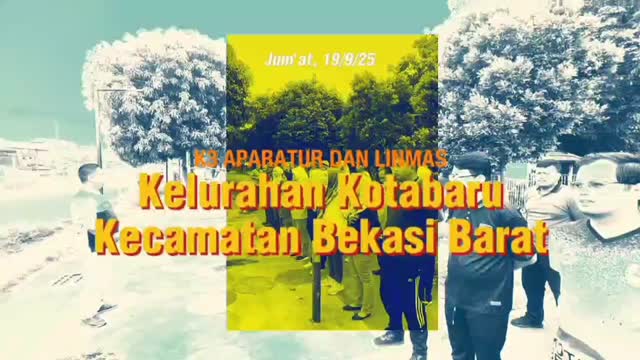 Jum'at, 19/9/25
K3 APARATUR DAN LINMAS
Kelurahan Kotabaru
Kecamatan Bekasi Barat